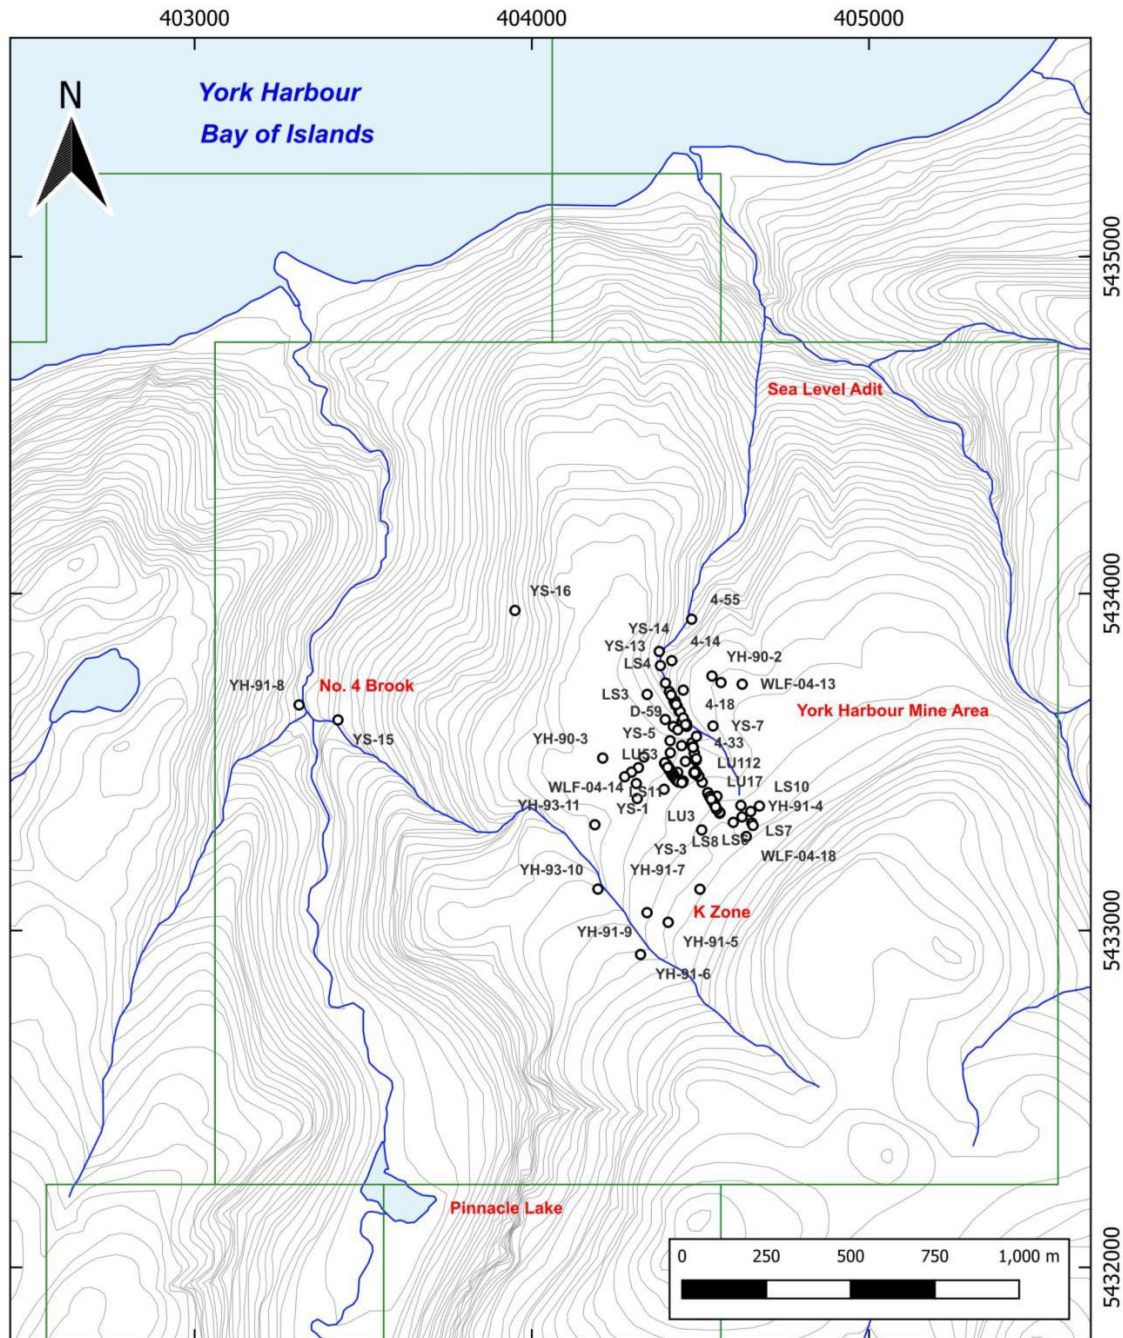 403000
404000
405000
York Harbour
Bay of Islands
N
5435000
Sea Level Adit
5434000
YS-16
4-55
YS-14
4-14
YS-13
LS4
YH-90-2
YH-91-8
No. 4 Brook
LS3
WLF-04-13
4-18
D-59
York Harbour Mine Area
YS-15
YS-5
YS-7
YH-90-3
4-33
LU53
LU112
WLF-04-14
LS11
LU17
LS10
YH-93-11
YS-1
YH-91-4
LU3
LS7
YS-3
LS8
WLF-04-18
YH-93-10
YH-91-7
K Zone
5433000
YH-91-9
YH-91-5
YH-91-6
Pinnacle Lake
0 250 500 750 1,000 m
5432000